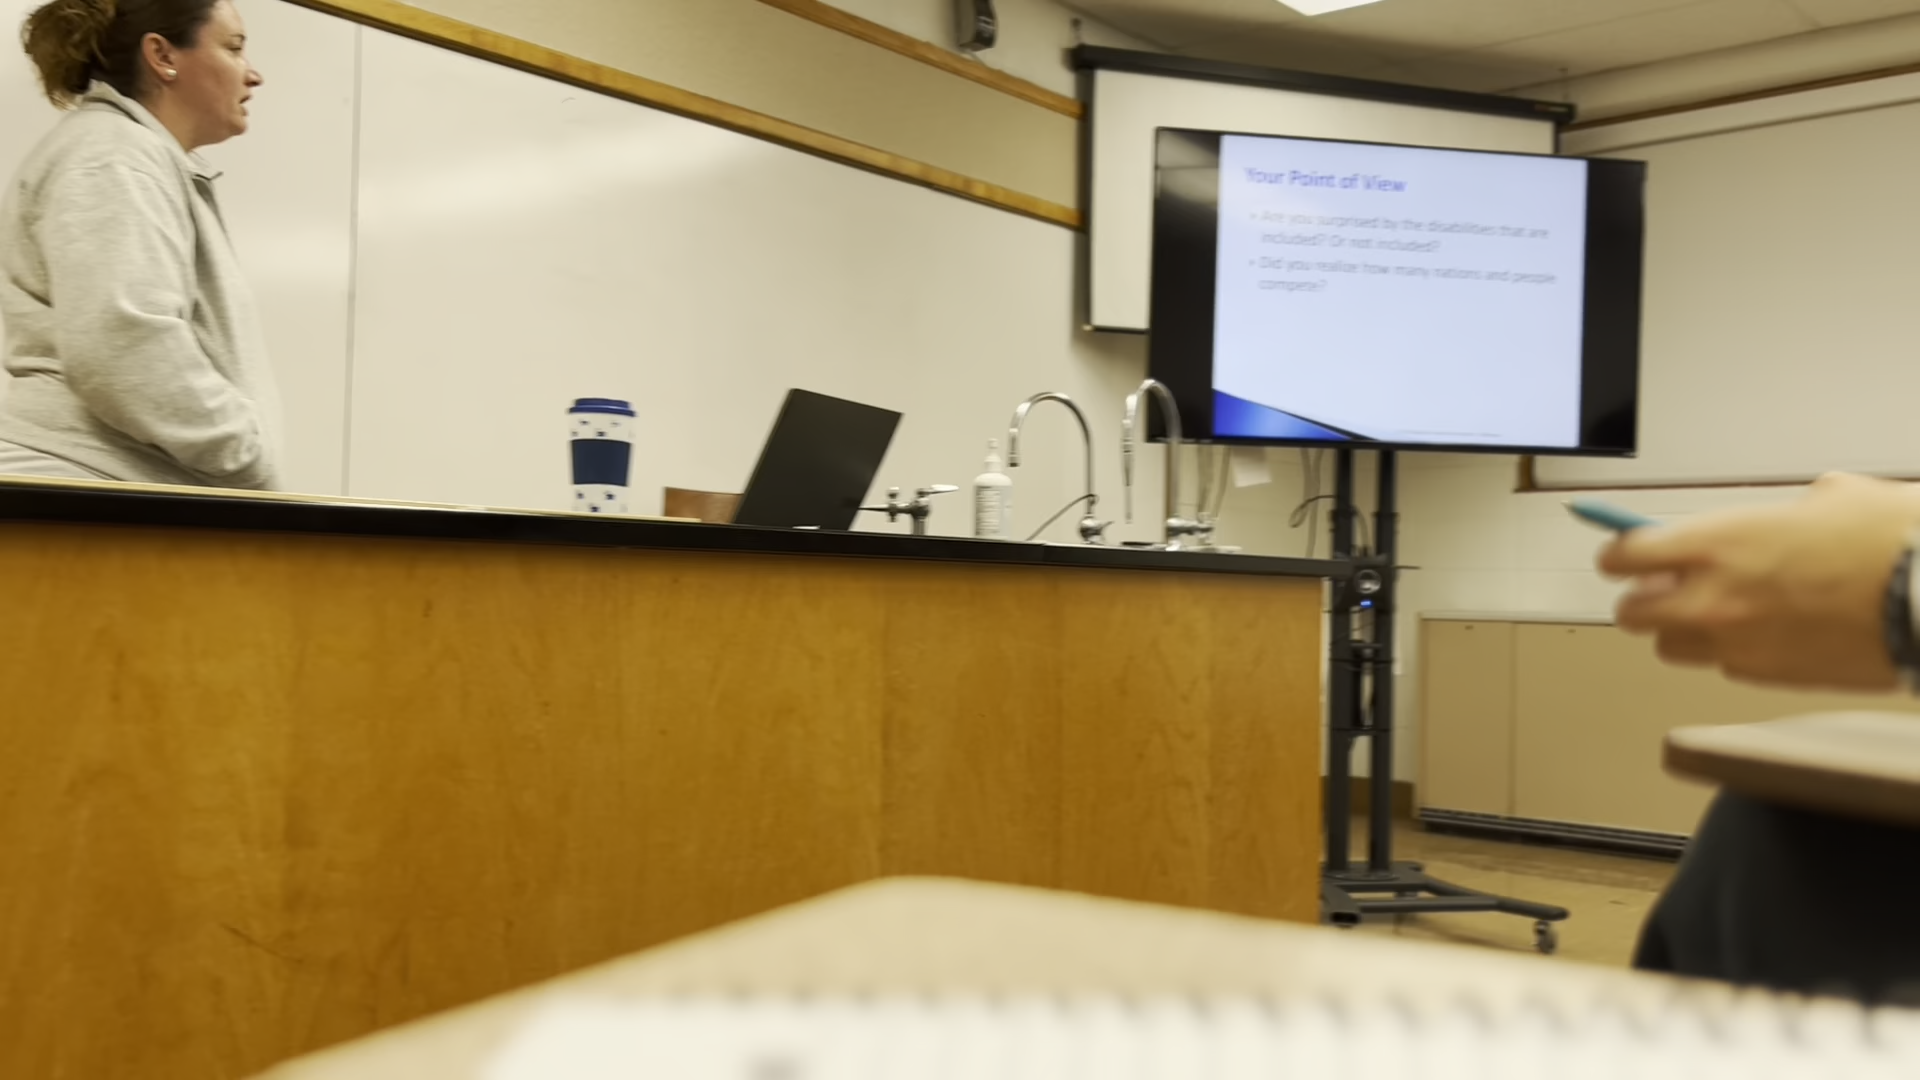 Your Point of View
Are you surprised by the disabilities that are
included? Or not included?
Did you realize how many nations and people
compete?